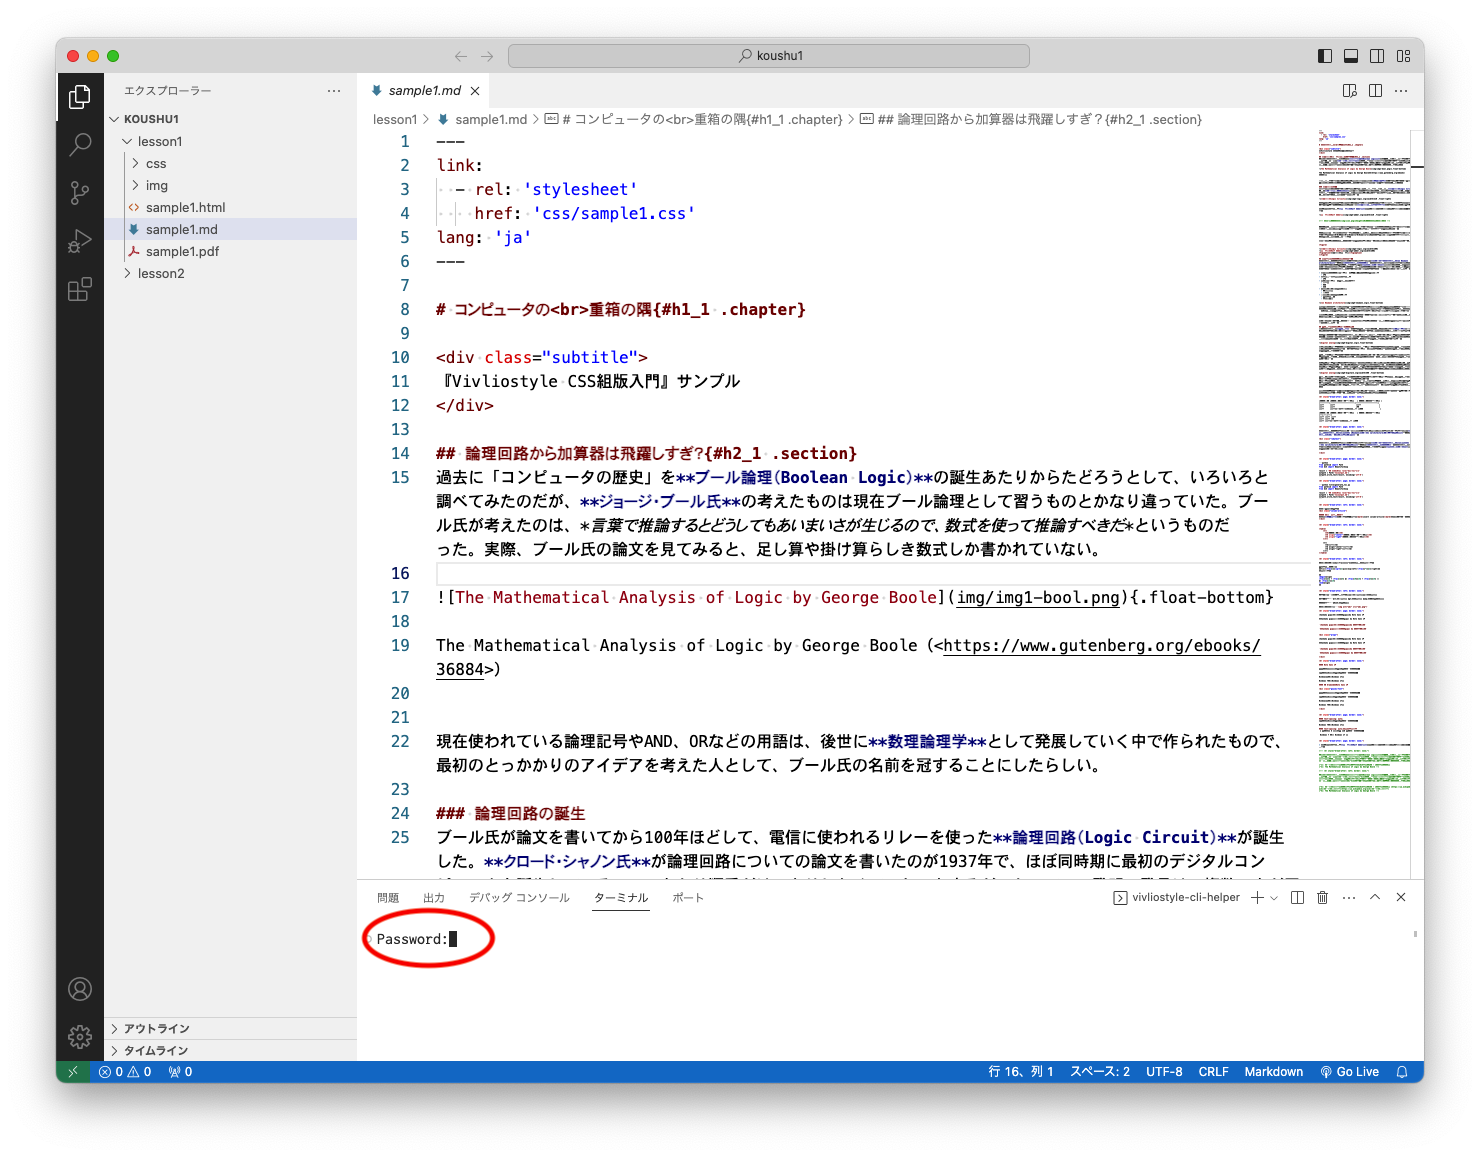 koushu1
エクスプローラー
KOUSHU1
lesson1
css
img
sample1.html
sample1.md
sample1.pdf
lesson2
アウトライン
タイムライン
sample1.md
lesson1 > sample1.md > # コンピュータの<br>重箱の隅{#h1_1 .chapter} > ## 論理回路から加算器は飛躍しすぎ？{#h2_1 .section}
1 ---
2 link:
3 - rel: 'stylesheet'
4 href: 'css/sample1.css'
5 lang: 'ja'
6 ---
7
8 # コンピュータの<br>重箱の隅{#h1_1 .chapter}
9
10 <div class="subtitle">
11 『Vivliostyle CSS組版入門』サンプル
12 </div>
13
14 ## 論理回路から加算器は飛躍しすぎ？{#h2_1 .section}
15 過去に「コンピュータの歴史」を**ブール論理（Boolean Logic）**の誕生あたりからたどろうとして、いろいろと
調べてみたのだが、**ジョージ・ブール氏**の考えたものは現在ブール論理として習うものとかなり違っていた。ブー
ル氏が考えたのは、*言葉で推論するとどうしてもあいまいさが生じるので、数式を使って推論すべきだ*というものだ
った。実際、ブール氏の論文を見てみると、足し算や掛け算らしき数式しか書かれていない。
16
17 ![The Mathematical Analysis of Logic by George Boole](img/img1-bool.png){.float-bottom}
18
19 The Mathematical Analysis of Logic by George Boole（<https://www.gutenberg.org/ebooks/
36884>）
20
21
22 現在使われている論理記号やAND、ORなどの用語は、後世に**数理論理学**として発展していく中で作られたもので、
最初のとっかかりのアイデアを考えた人として、ブール氏の名前を冠することにしたらしい。
23
24 ### 論理回路の誕生
25 ブール氏が論文を書いてから100年ほどして、電信に使われるリレーを使った**論理回路（Logic Circuit）**が誕生
した。**クロード・シャノン氏**が論理回路についての論文を書いたのが1937年で、ほぼ同時期に最初のデジタルコン
問題 出力 デバッグ コンソール ターミナル ポート
vivliostyle-cli-helper
Password:
0 0 0
行 16、列 1 スペース: 2 UTF-8 CRLF Markdown Go Live